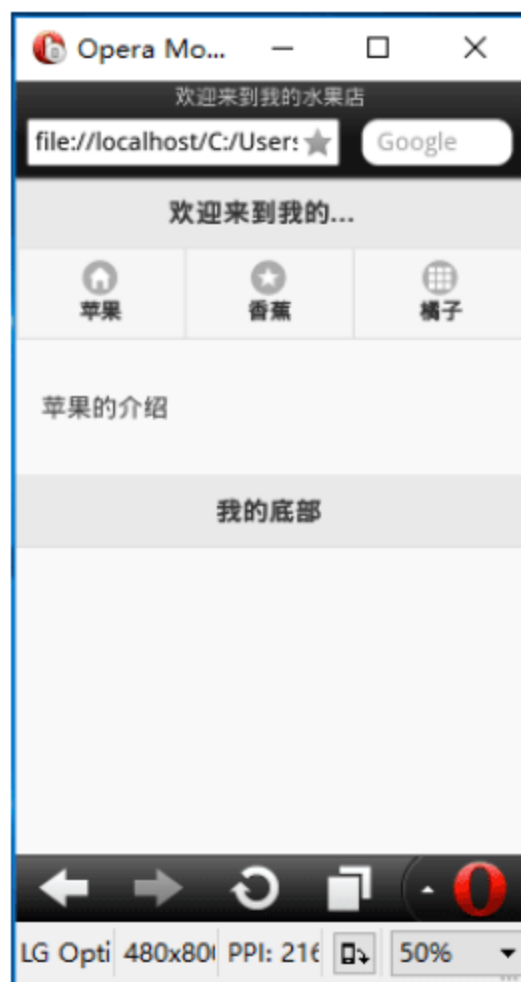 Opera Mo...
欢迎来到我的水果店
file://localhost/C:/User: Google
欢迎来到我的...
苹果 香蕉 橘子
苹果的介绍
我的底部
LG Opti 480x80 PPI: 216 50%